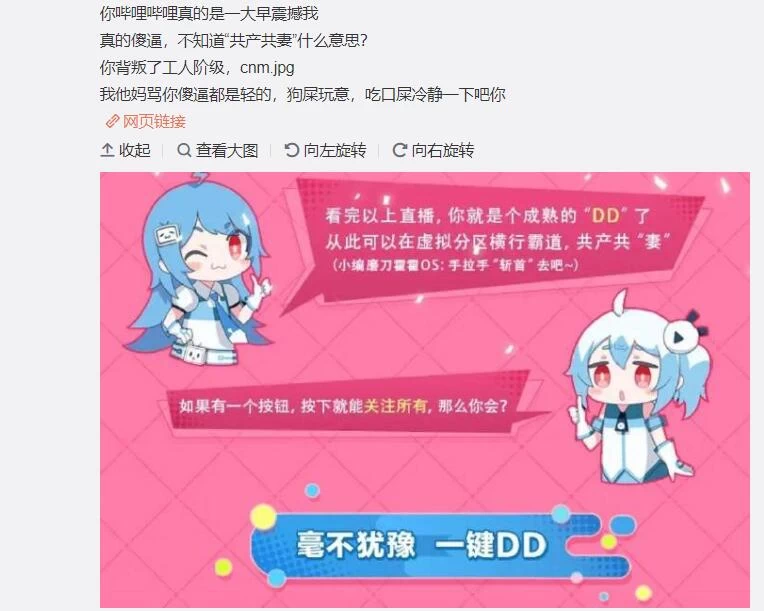 你哔哩哔哩真的是一大早震撼我
真的傻逼，不知道“共产共妻”什么意思？
你背叛了工人阶级，cnm.jpg
我他妈骂你傻逼都是轻的，狗屎玩意，吃口屎冷静一下吧你
网页链接
收起 查看大图 向左旋转 向右旋转
看完以上直播，你就是个成熟的“DD”了
从此可以在虚拟分区横行霸道，共产共“妻”
（小编磨刀霍霍OS：手拉手“斩首”去吧~）
如果有一个按钮，按下就能关注所有，那么你会？
毫不犹豫 一键DD